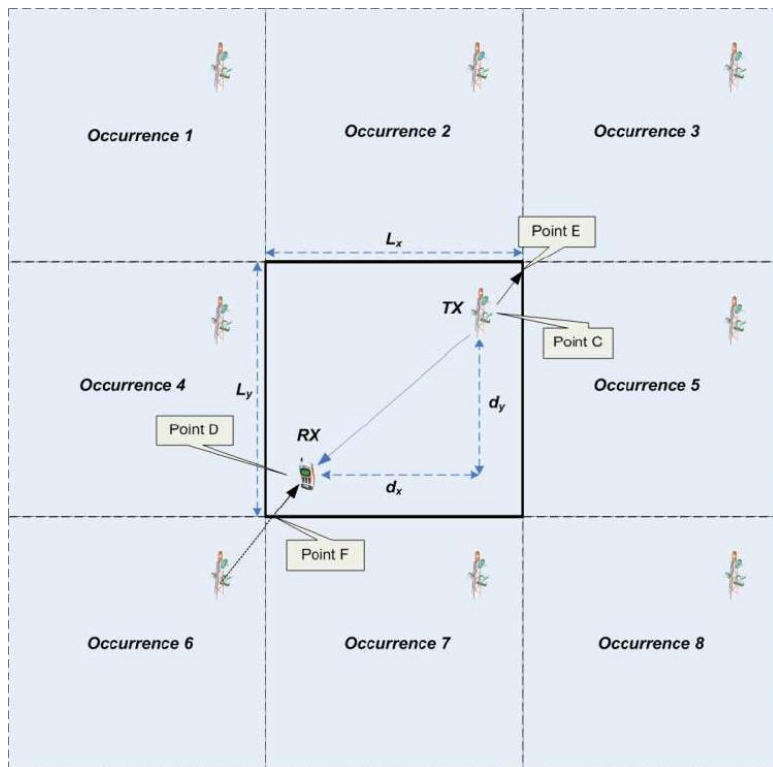 Occurrence 1
Occurrence 2
Occurrence 3
Point E
Lx
TX
Point C
Occurrence 4
Ly
Occurrence 5
dy
Point D
RX
dx
Point F
Occurrence 6
Occurrence 7
Occurrence 8